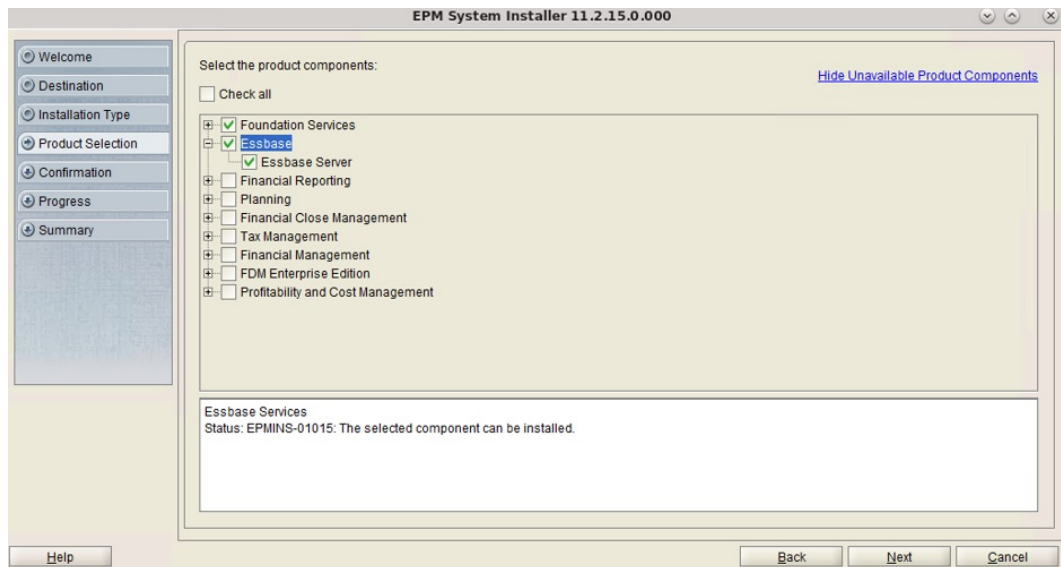 EPM System Installer 11.2.15.0.000
Welcome
Destination
Installation Type
Product Selection
Confirmation
Progress
Summary
Select the product components:
Hide Unavailable Product Components
Check all
Foundation Services
Essbase
Essbase Server
Financial Reporting
Planning
Financial Close Management
Tax Management
Financial Management
FDM Enterprise Edition
Profitability and Cost Management
Essbase Services
Status: EPMINS-01015: The selected component can be installed.
Help
Back
Next
Cancel